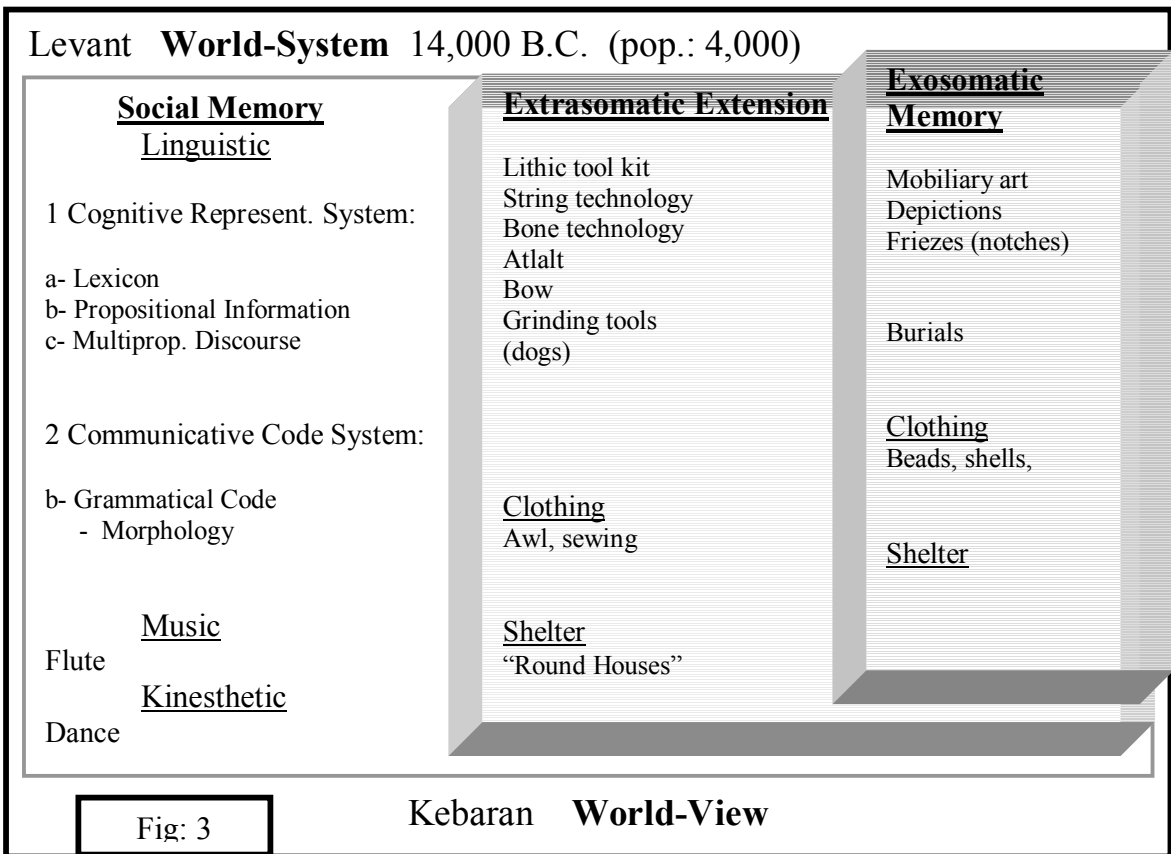 Levant World-System 14,000 B.C. (pop.: 4,000)
Social Memory
Linguistic
1 Cognitive Represent. System:
a- Lexicon
b- Propositional Information
c- Multiprop. Discourse
2 Communicative Code System:
b- Grammatical Code
- Morphology
Music
Flute
Kinesthetic
Dance
Extrasomatic Extension
Lithic tool kit
String technology
Bone technology
Atlalt
Bow
Grinding tools
(dogs)
Clothing
Awl, sewing
Shelter
“Round Houses”
Exosomatic
Memory
Mobiliary art
Depictions
Friezes (notches)
Burials
Clothing
Beads, shells,
Shelter
Fig: 3
Kebaran World-View